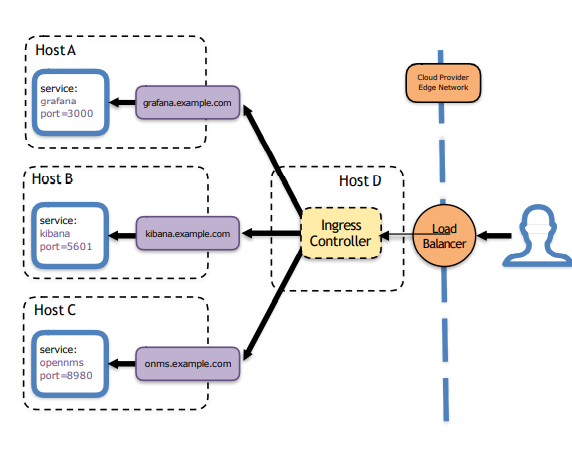 Host A
service:
grafana
port=3000
grafana.example.com
Cloud Provider
Edge Network
Host B
service:
kibana
port=5601
kibana.example.com
Host D
Ingress
Controller
Load
Balancer
Host C
service:
opennms
port=8980
onms.example.com